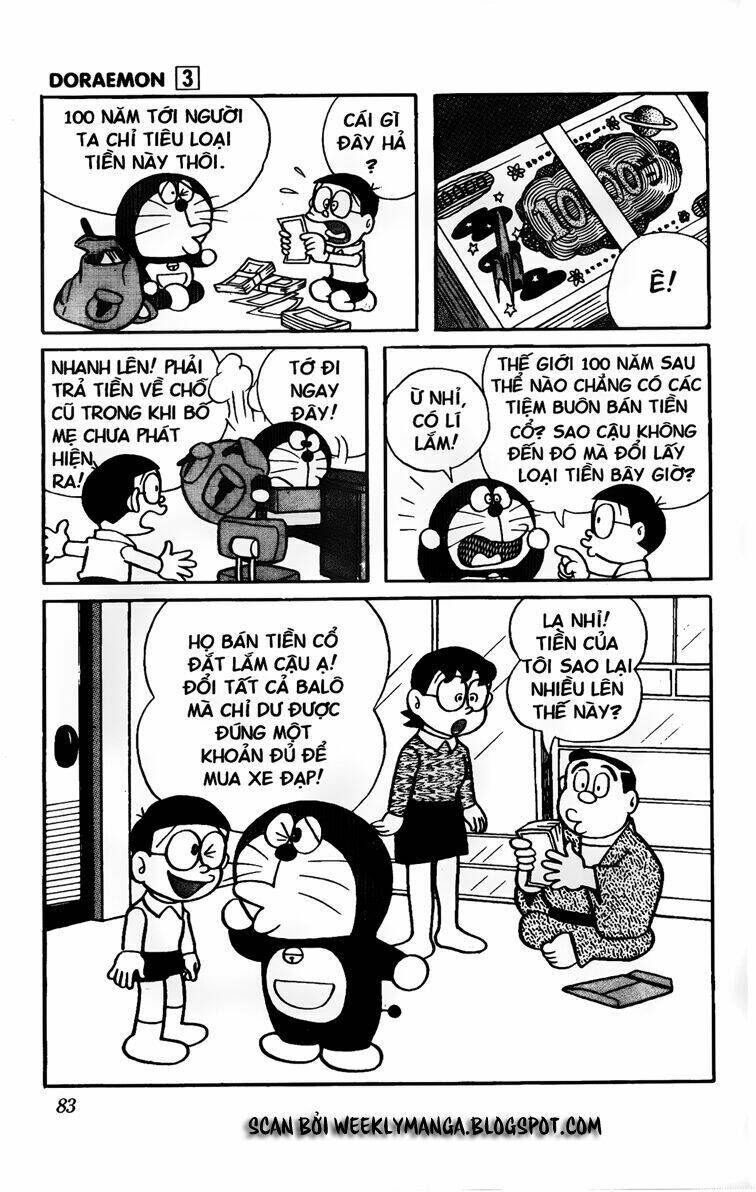 DORAEMON 3
100 NĂM TỚI NGƯỜI
TA CHỈ TIÊU LOẠI
TIỀN NÀY THÔI.
CÁI GÌ
ĐÂY HẢ
?
Ê!
NHANH LÊN! PHẢI
TRẢ TIỀN VỀ CHỖ
CŨ TRONG KHI BỐ
MẸ CHƯA PHÁT
HIỆN
RA!
TỚ ĐI
NGAY
ĐÂY!
Ừ NHỈ,
CÓ LÍ
LẮM!
THẾ GIỚI 100 NĂM SAU
THỂ NÀO CHẲNG CÓ CÁC
TIỆM BUÔN BÁN TIỀN
CỔ? SAO CẬU KHÔNG
ĐẾN ĐÓ MÀ ĐỔI LẤY
LOẠI TIỀN BÂY GIỜ?
HỌ BÁN TIỀN CỔ
ĐẮT LẮM CẬU Ạ!
ĐỔI TẤT CẢ BALÔ
MÀ CHỈ DƯ ĐƯỢC
ĐÚNG MỘT
KHOẢN ĐỦ ĐỂ
MUA XE ĐẠP!
LẠ NHỈ!
TIỀN CỦA
TÔI SAO LẠI
NHIỀU LÊN
THẾ NÀY?
83
SCAN BỞI WEEKLYMANGA.BLOGSPOT.COM